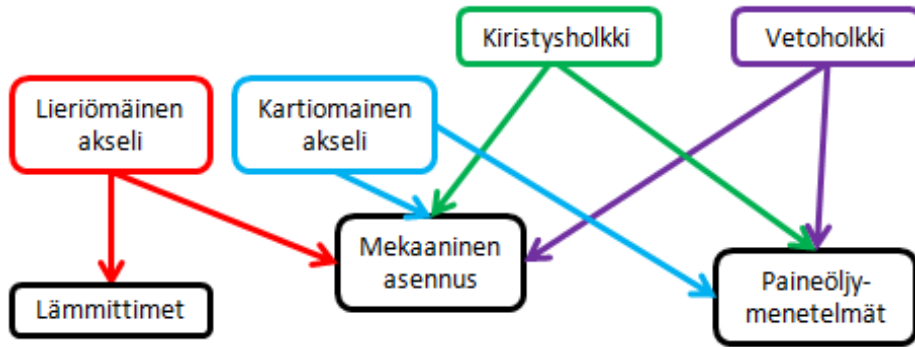 Kiristysholkki
Vetoholkki
Lieriömäinen
akseli
Kartiomainen
akseli
Mekaaninen
asennus
Paineöljy-
menetelmät
Lämmittimet